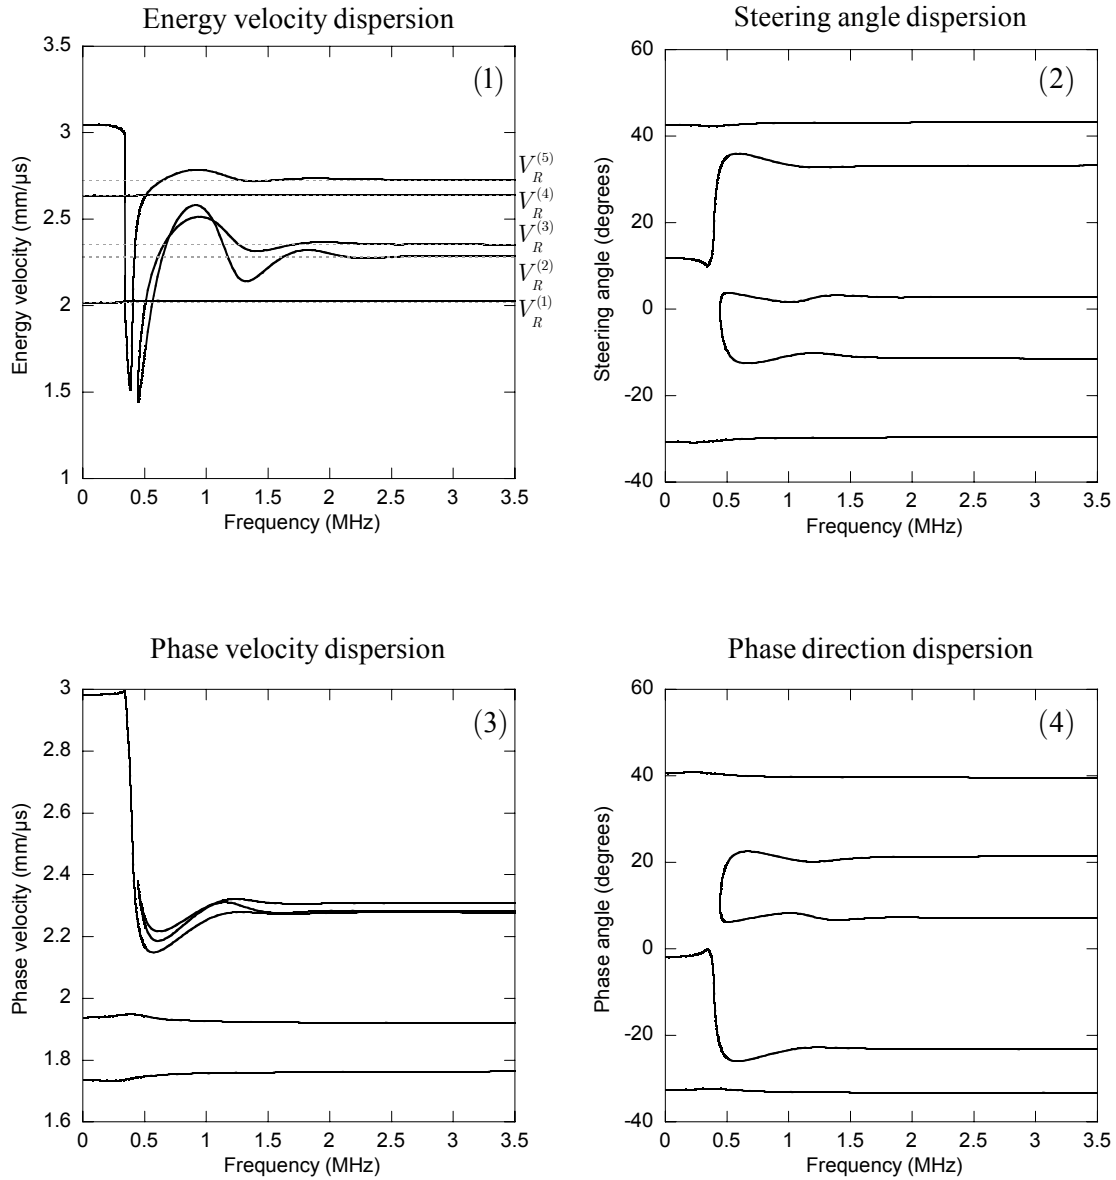 Energy velocity dispersion
(1)
3.5
3
2.5
2
1.5
1
Energy velocity (mm/µs)
V_R^(5)
V_R^(4)
V_R^(3)
V_R^(2)
V_R^(1)
0 0.5 1 1.5 2 2.5 3 3.5
Frequency (MHz)
Steering angle dispersion
(2)
60
40
20
0
-20
-40
Steering angle (degrees)
0 0.5 1 1.5 2 2.5 3 3.5
Frequency (MHz)
Phase velocity dispersion
(3)
3
2.8
2.6
2.4
2.2
2
1.8
1.6
Phase velocity (mm/µs)
0 0.5 1 1.5 2 2.5 3 3.5
Frequency (MHz)
Phase direction dispersion
(4)
60
40
20
0
-20
-40
Phase angle (degrees)
0 0.5 1 1.5 2 2.5 3 3.5
Frequency (MHz)